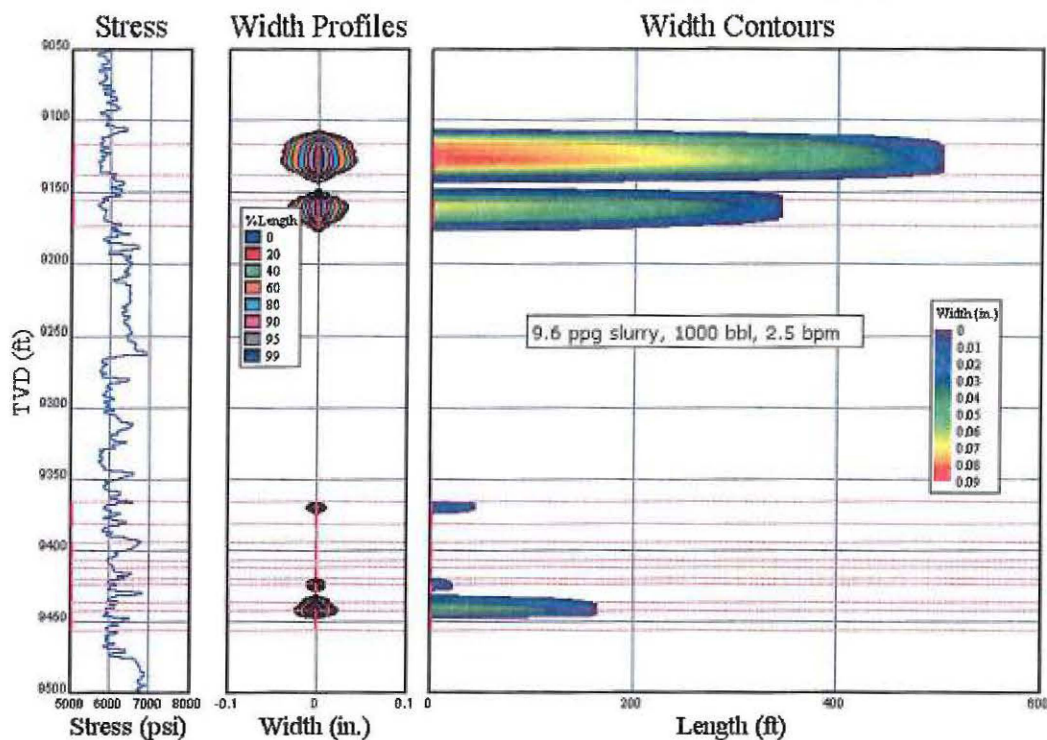 Stress
Width Profiles
Width Contours
9050
9100
9150
9200
9250
9300
9350
9400
9450
9500
TVD (ft)
5000 6000 7000 8000
Stress (psi)
% Length
0
20
40
60
80
90
95
99
-0.1 0 0.1
Width (in.)
9.6 ppg slurry, 1000 bbl, 2.5 bpm
Width (in.)
0
0.01
0.02
0.03
0.04
0.05
0.06
0.07
0.08
0.09
200 400 600
Length (ft)